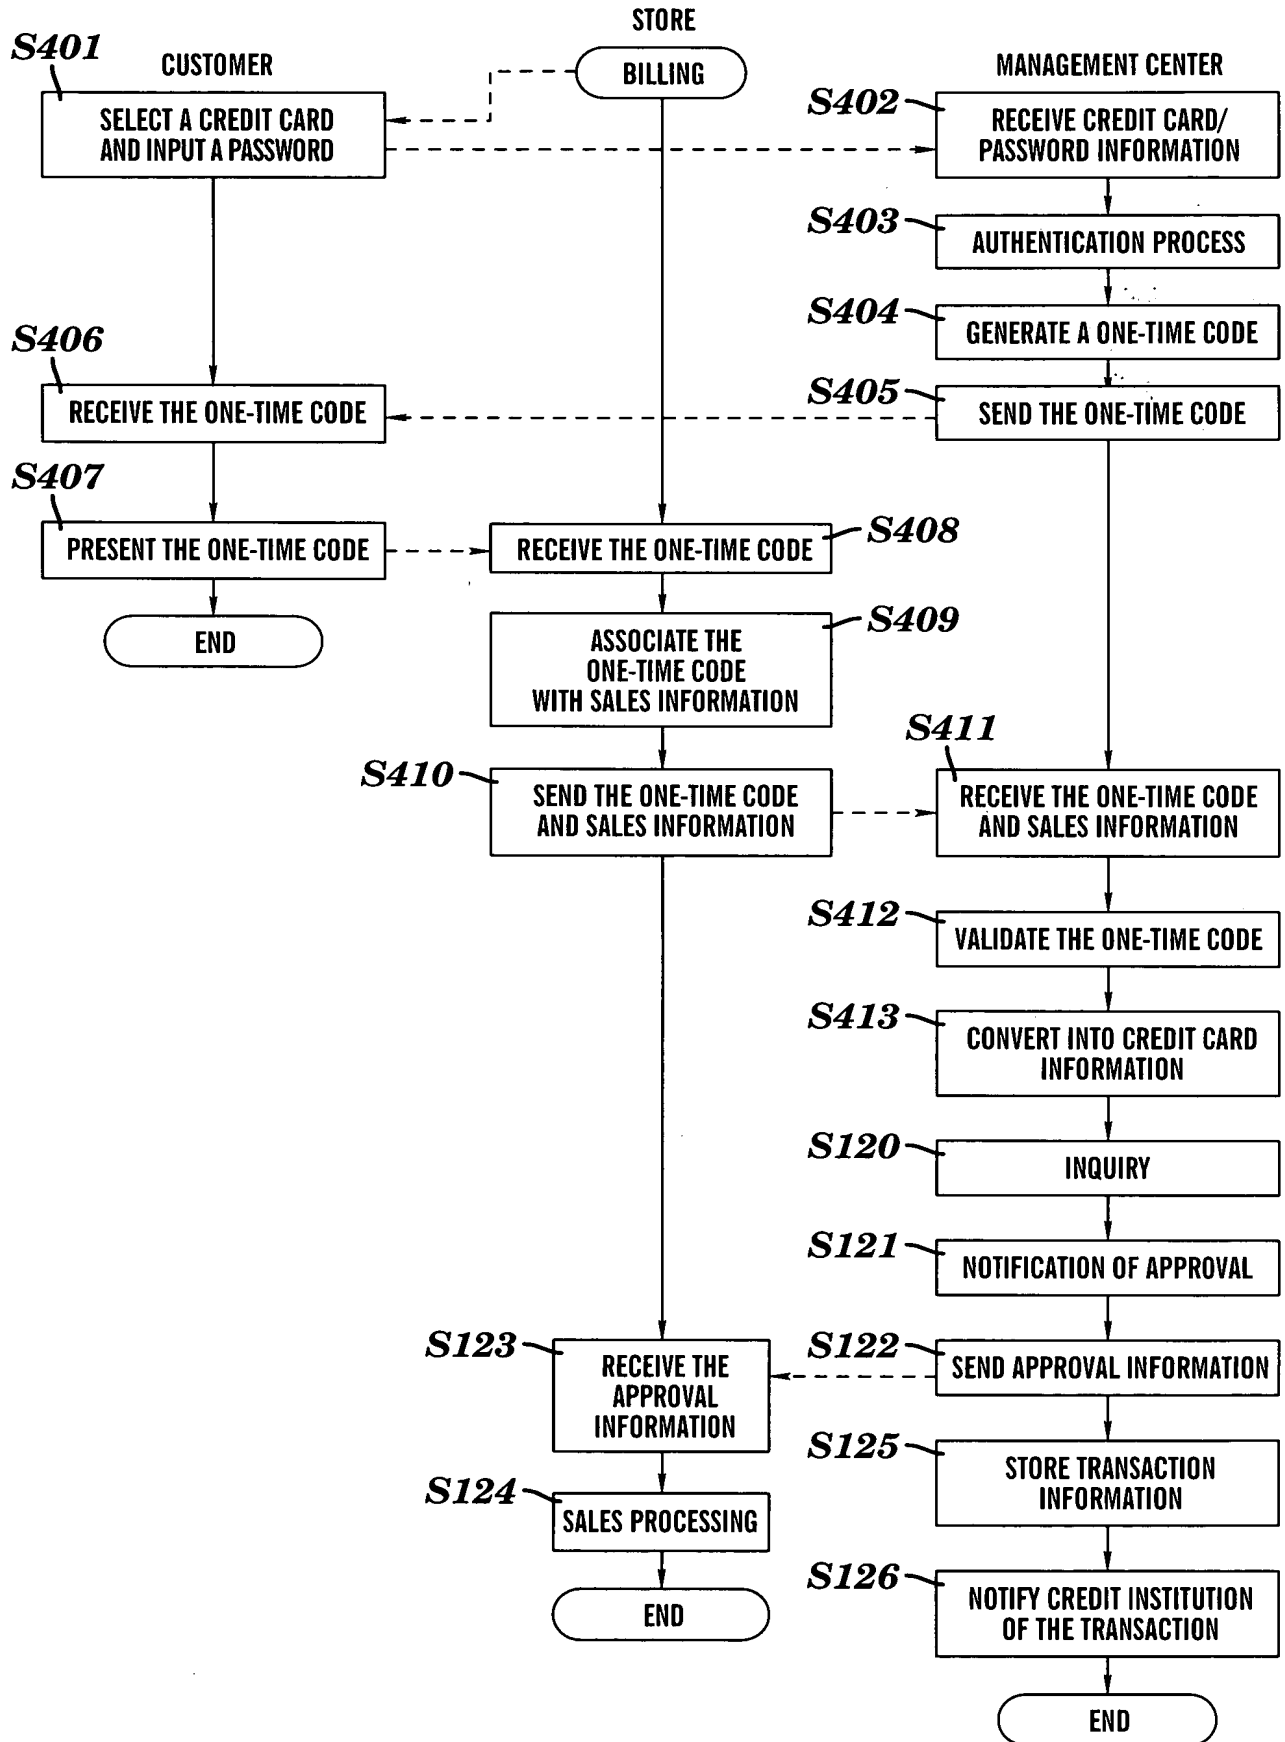 STORE
CUSTOMER
MANAGEMENT CENTER
BILLING
S401
SELECT A CREDIT CARD
AND INPUT A PASSWORD
S402
RECEIVE CREDIT CARD/
PASSWORD INFORMATION
S403
AUTHENTICATION PROCESS
S404
GENERATE A ONE-TIME CODE
S405
SEND THE ONE-TIME CODE
S406
RECEIVE THE ONE-TIME CODE
S407
PRESENT THE ONE-TIME CODE
END
S408
RECEIVE THE ONE-TIME CODE
S409
ASSOCIATE THE
ONE-TIME CODE
WITH SALES INFORMATION
S410
SEND THE ONE-TIME CODE
AND SALES INFORMATION
S411
RECEIVE THE ONE-TIME CODE
AND SALES INFORMATION
S412
VALIDATE THE ONE-TIME CODE
S413
CONVERT INTO CREDIT CARD
INFORMATION
S120
INQUIRY
S121
NOTIFICATION OF APPROVAL
S122
SEND APPROVAL INFORMATION
S123
RECEIVE THE
APPROVAL
INFORMATION
S124
SALES PROCESSING
END
S125
STORE TRANSACTION
INFORMATION
S126
NOTIFY CREDIT INSTITUTION
OF THE TRANSACTION
END